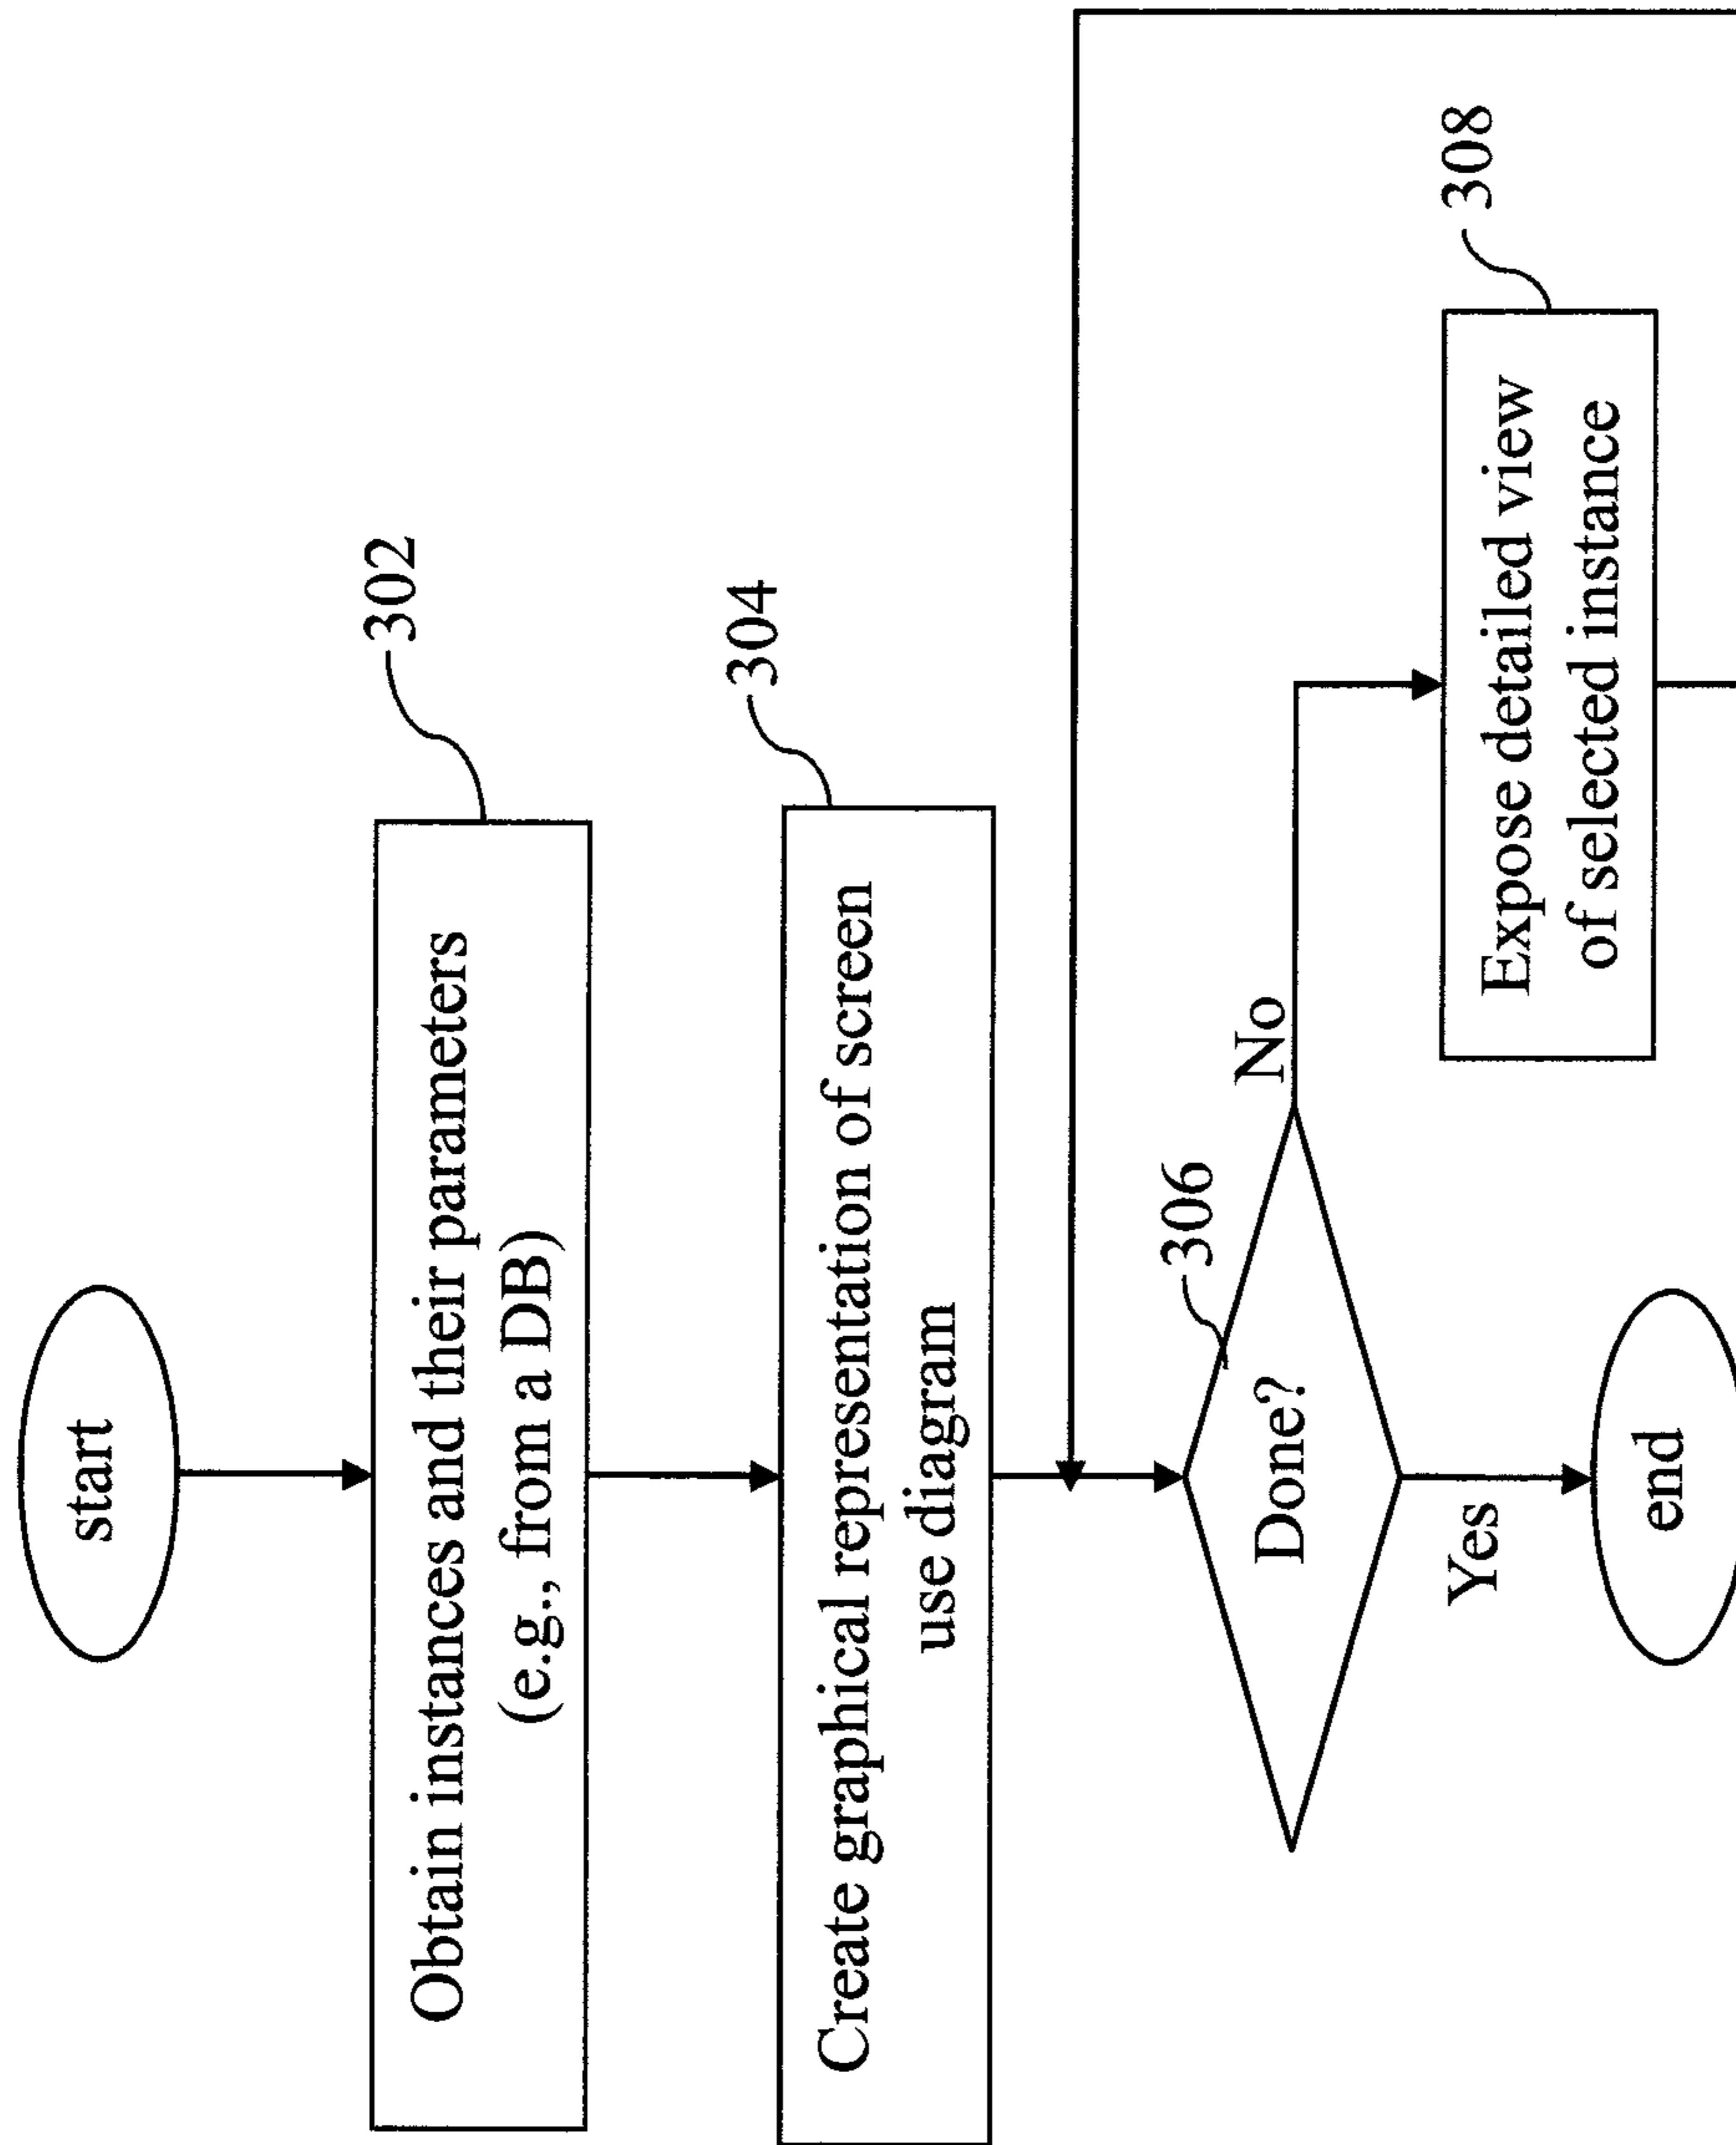 start
Obtain instances and their parameters
(e.g., from a DB)
302
Create graphical representation of screen
use diagram
304
Done?
306
No
Yes
Expose detailed view
of selected instance
308
end